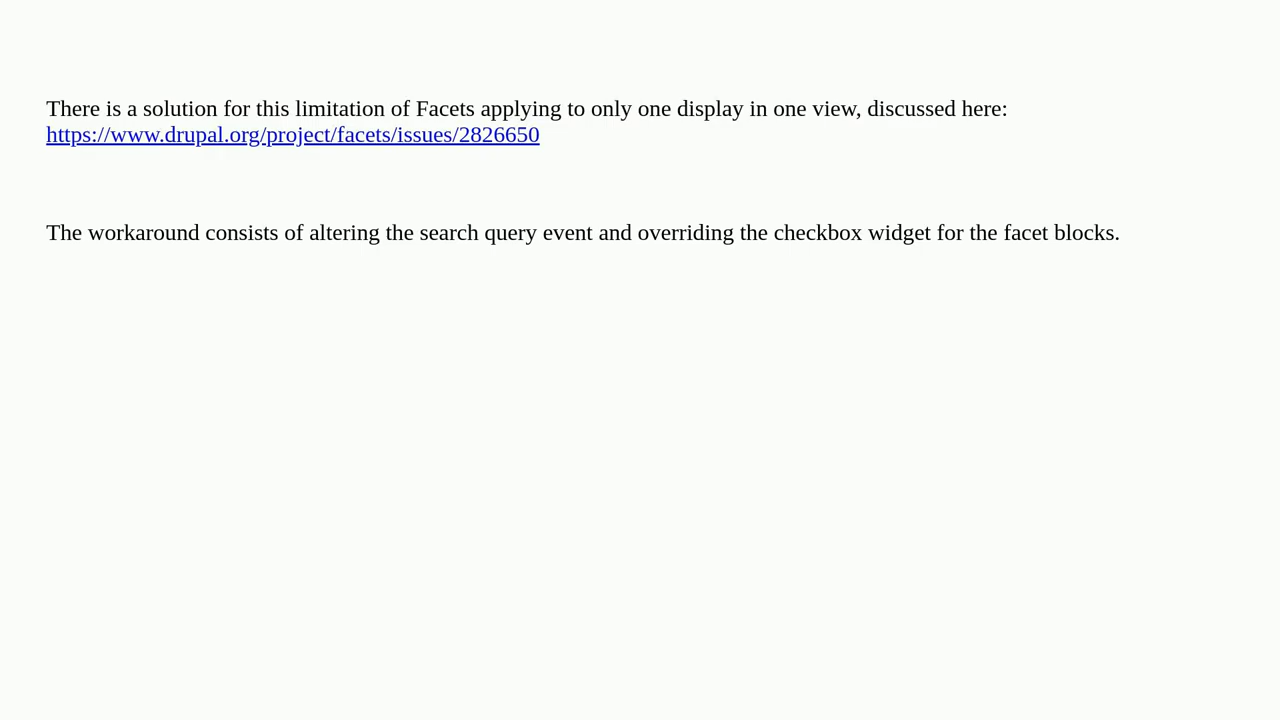 There is a solution for this limitation of Facets applying to only one display in one view, discussed here:
https://www.drupal.org/project/facets/issues/2826650
The workaround consists of altering the search query event and overriding the checkbox widget for the facet blocks.